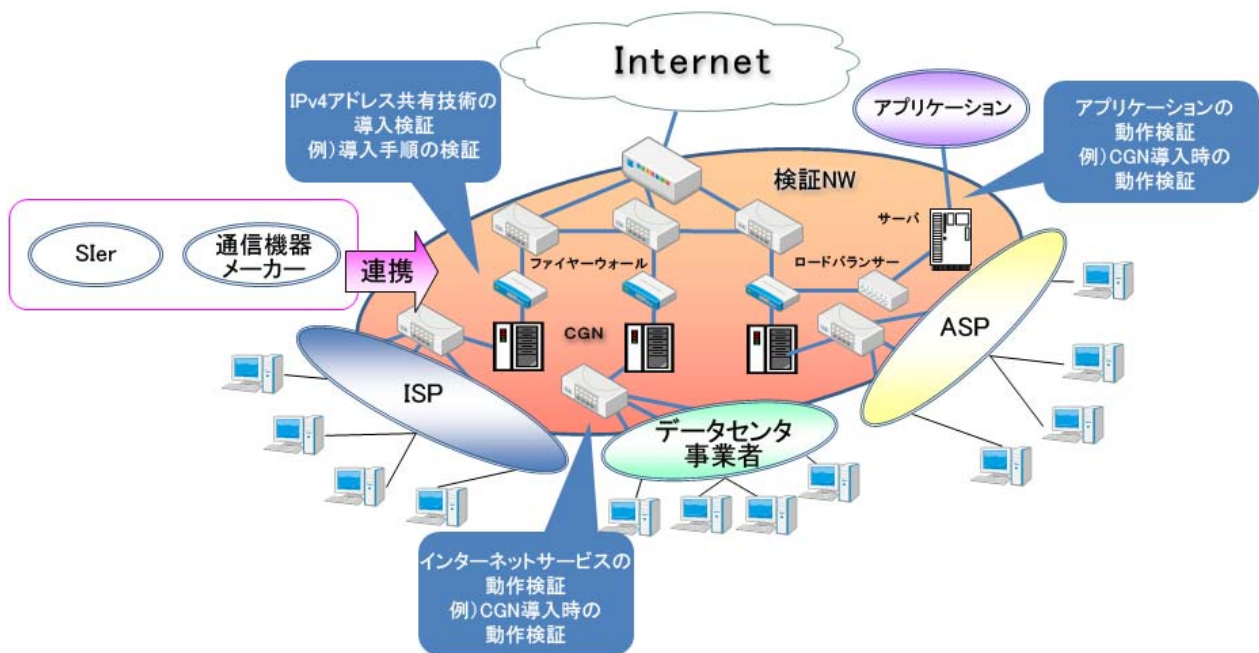 Internet
IPv4アドレス共有技術の
導入検証
例)導入手順の検証
アプリケーション
アプリケーションの
動作検証
例)CGN導入時の
動作検証
検証NW
サーバ
SIer
通信機器
メーカー
連携
ファイヤーウォール
ロードバランサー
CGN
ASP
ISP
データセンタ
事業者
インターネットサービスの
動作検証
例)CGN導入時の
動作検証